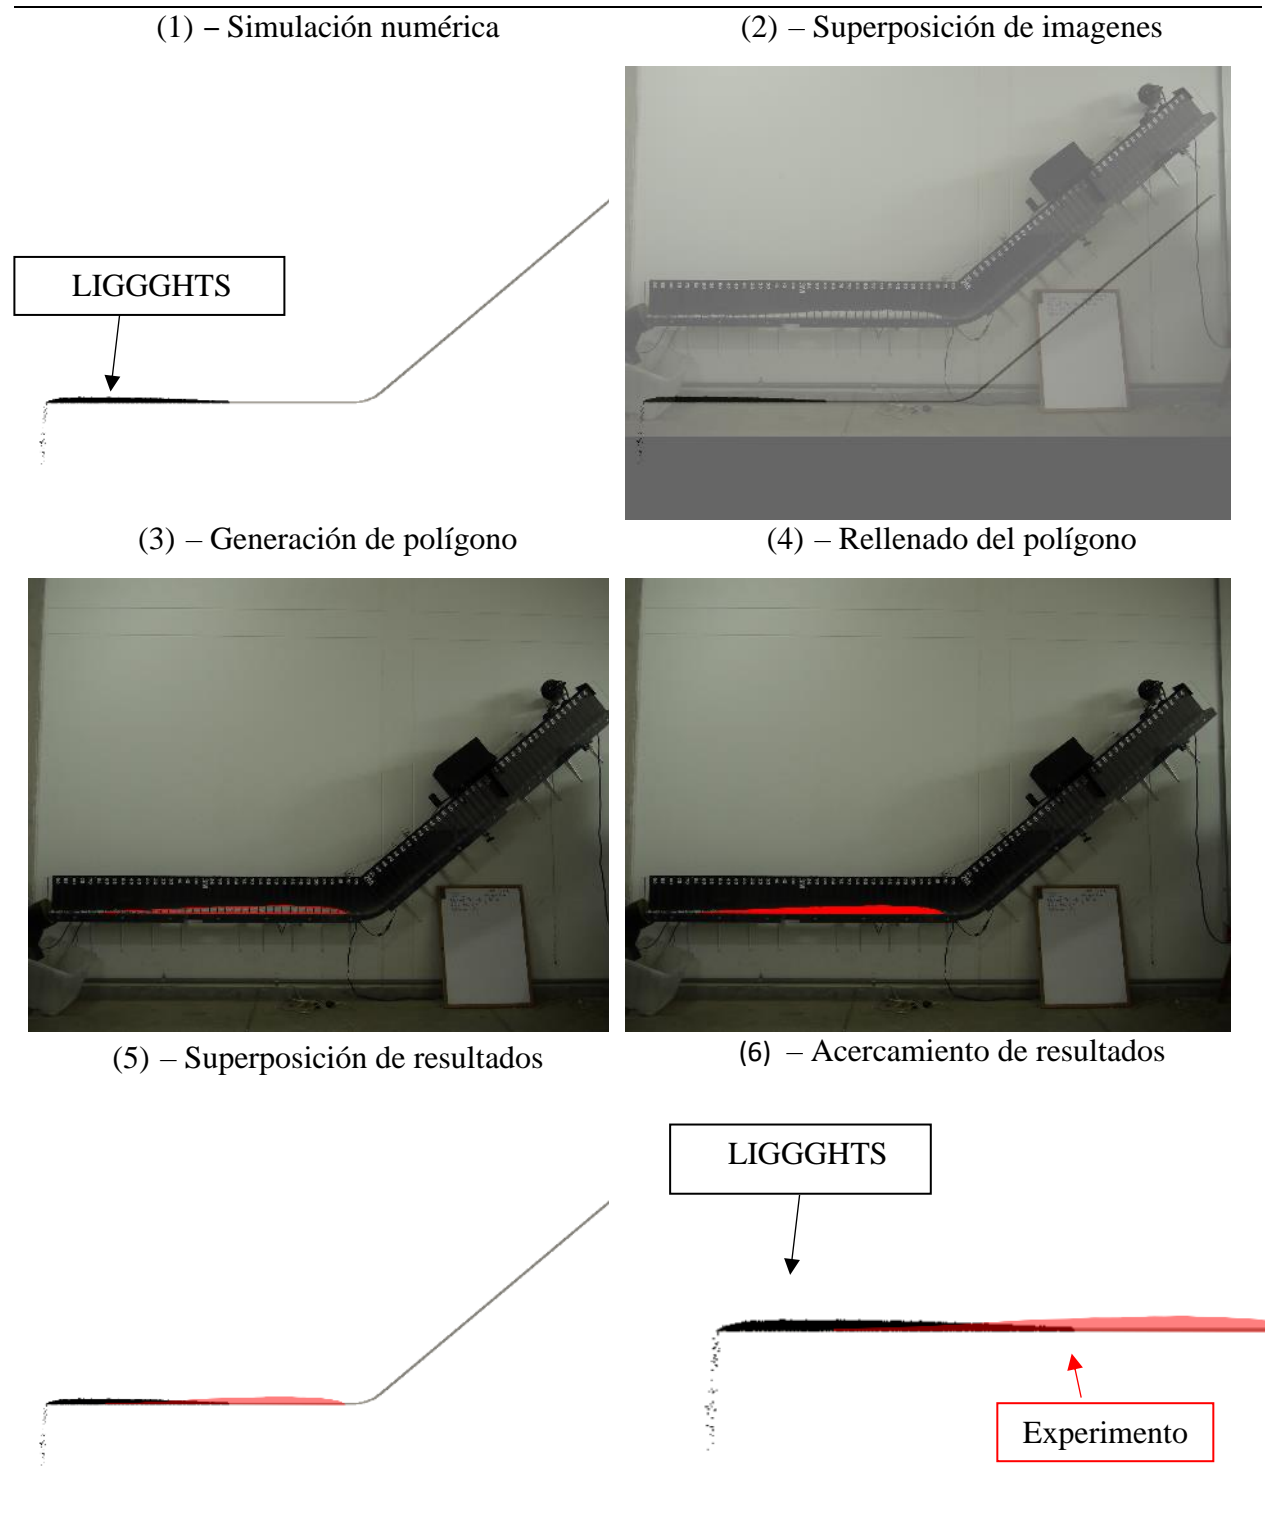 (1) – Simulación numérica
(2) – Superposición de imagenes
LIGGGHTS
(3) – Generación de polígono
(4) – Rellenado del polígono
(5) – Superposición de resultados
(6) – Acercamiento de resultados
LIGGGHTS
Experimento